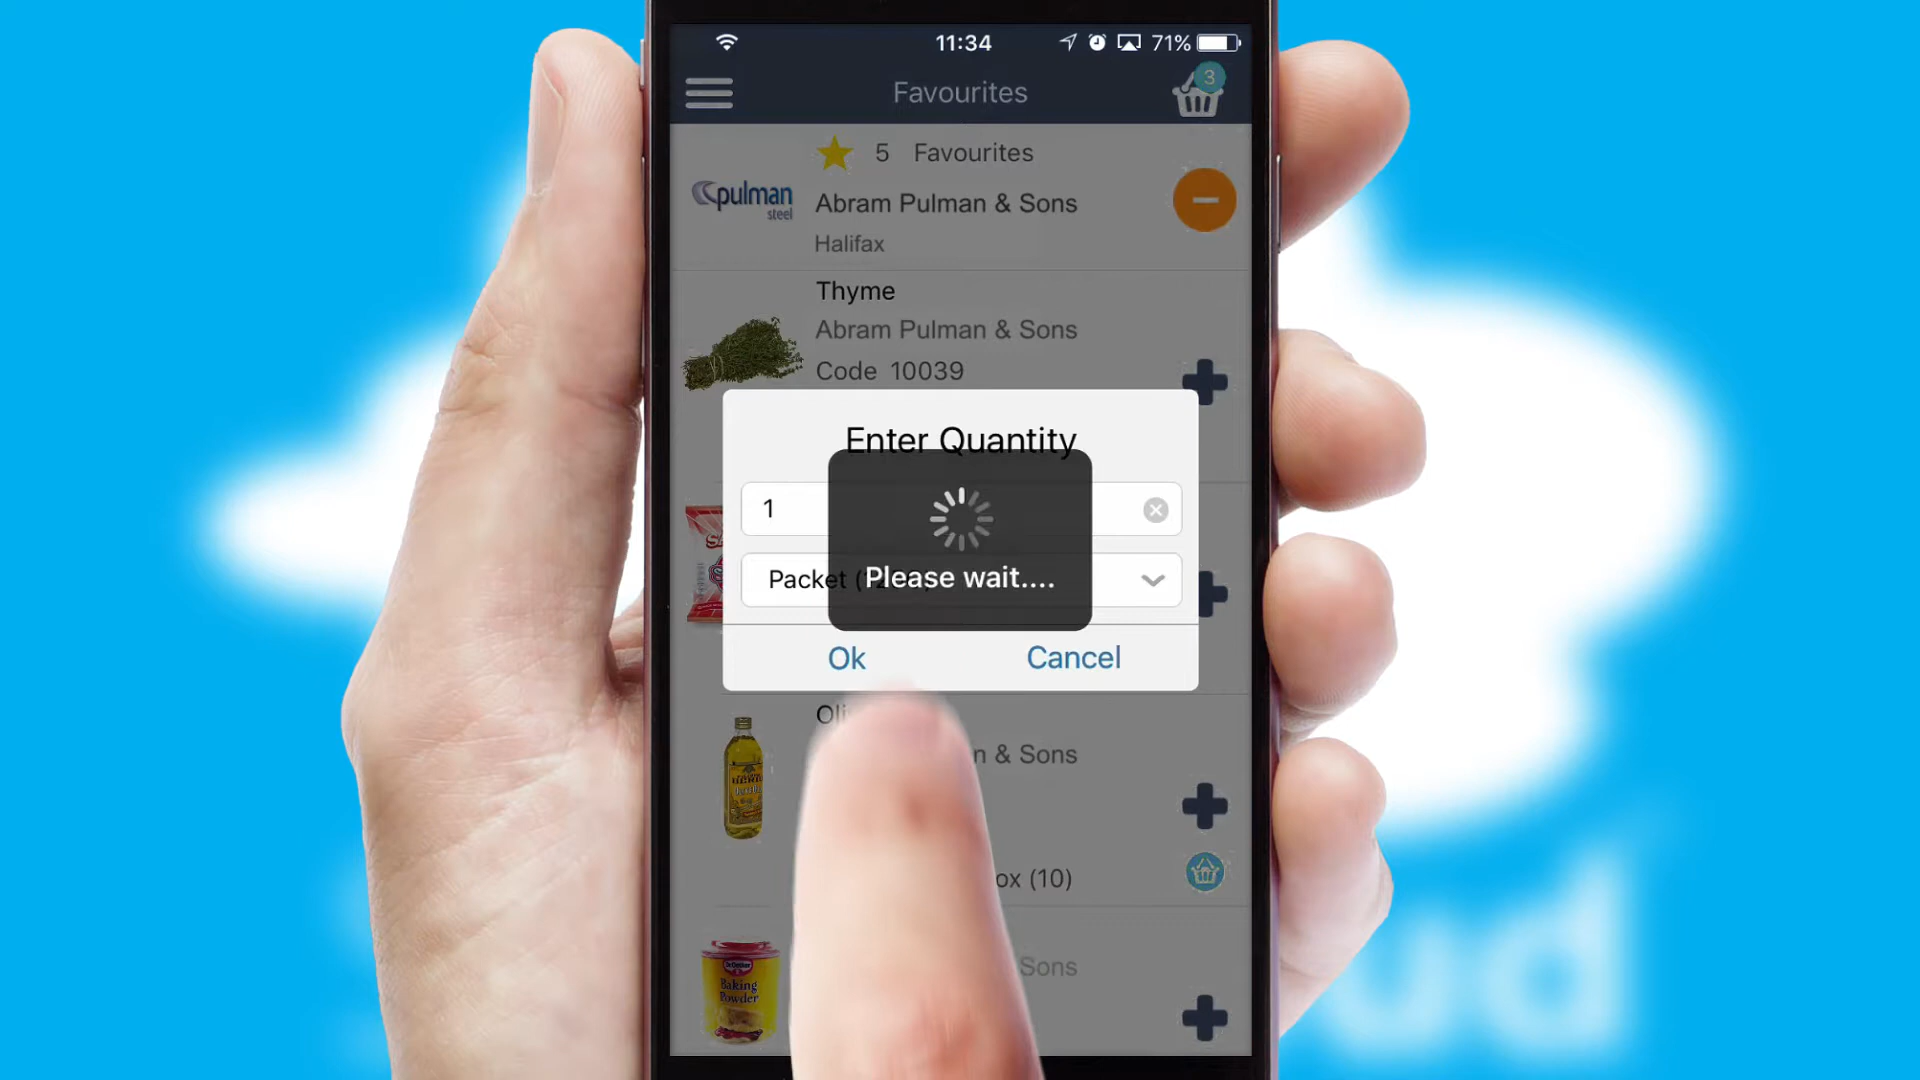 11:34
71%
Favourites
3
5 Favourites
pulman
steel
Abram Pulman & Sons
Halifax
Thyme
Abram Pulman & Sons
Code 10039
Enter Quantity
1
Packet
Please wait....
Ok
Cancel
& Sons
(10)
Baking
Powder
Sons